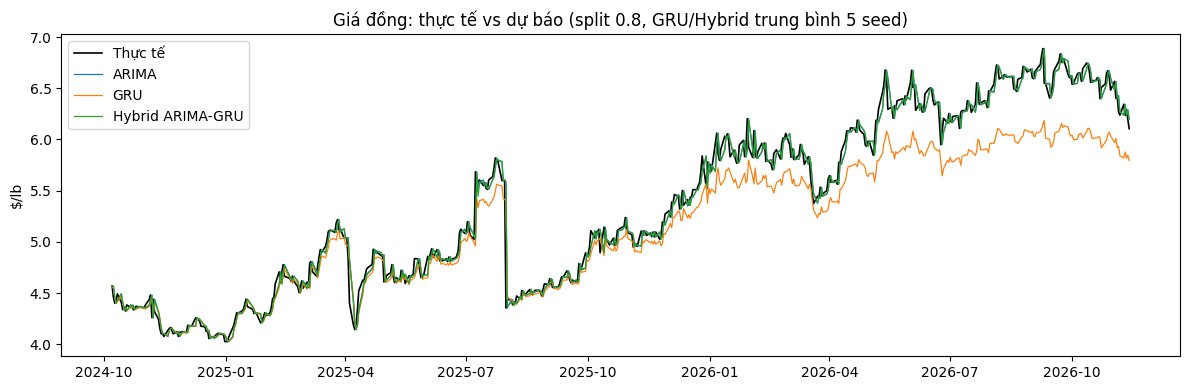 Giá đồng: thực tế vs dự báo (split 0.8, GRU/Hybrid trung bình 5 seed)
7.0
6.5
6.0
5.5
5.0
4.5
4.0
$/lb
Thực tế
ARIMA
GRU
Hybrid ARIMA-GRU
2024-10
2025-01
2025-04
2025-07
2025-10
2026-01
2026-04
2026-07
2026-10